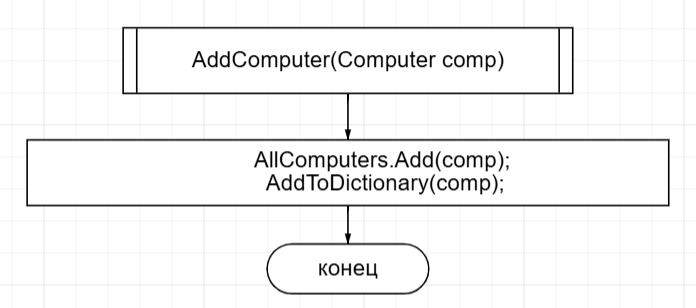 AddComputer(Computer comp)
AllComputers.Add(comp);
AddToDictionary(comp);
конец